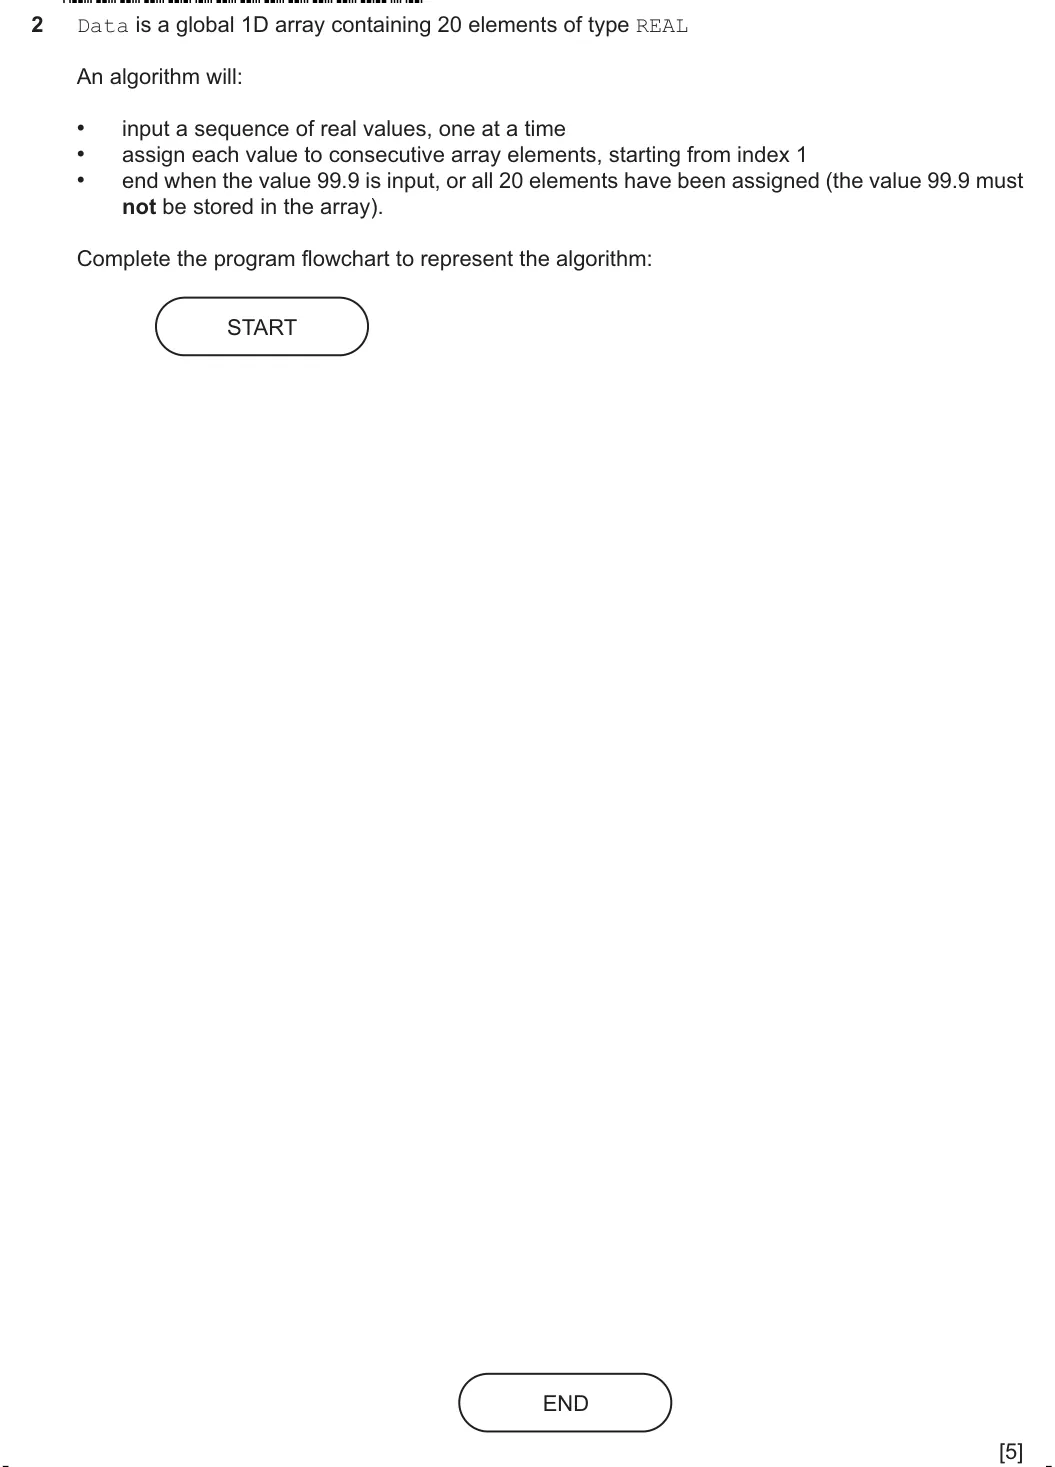 2 Data is a global 1D array containing 20 elements of type REAL
An algorithm will:
• input a sequence of real values, one at a time
• assign each value to consecutive array elements, starting from index 1
• end when the value 99.9 is input, or all 20 elements have been assigned (the value 99.9 must
not be stored in the array).
Complete the program flowchart to represent the algorithm:
START
END
[5]